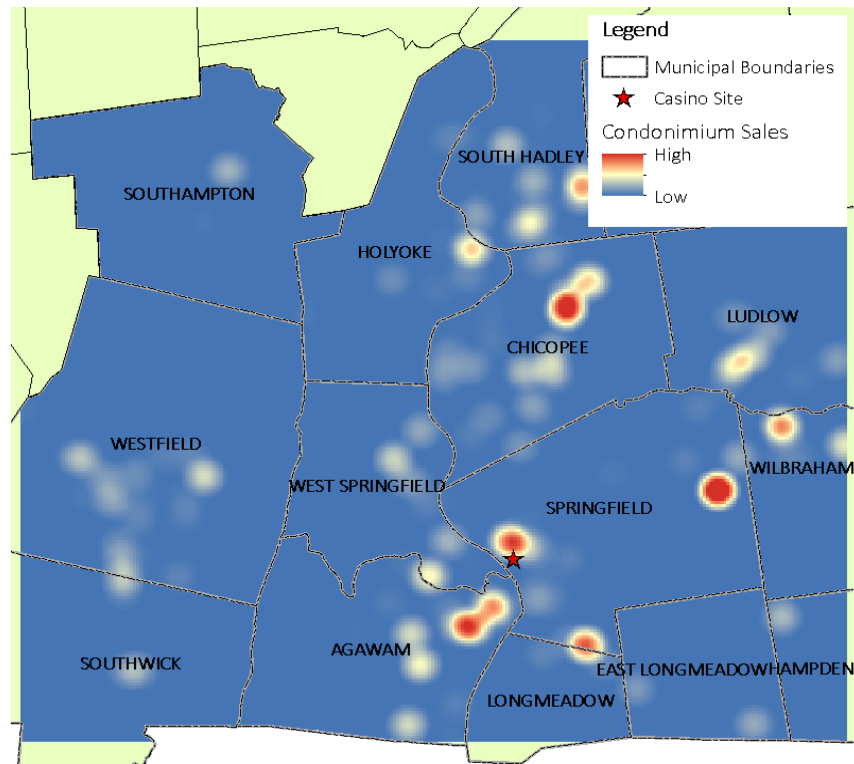 Legend
Municipal Boundaries
Casino Site
Condonimium Sales
High
Low
SOUTH HADLEY
SOUTHAMPTON
HOLYOKE
LUDLOW
CHICOPEE
WESTFIELD
WILBRAHAM
WEST SPRINGFIELD
SPRINGFIELD
AGAWAM
SOUTHWICK
EAST LONGMEADOW
HAMPDEN
LONGMEADOW